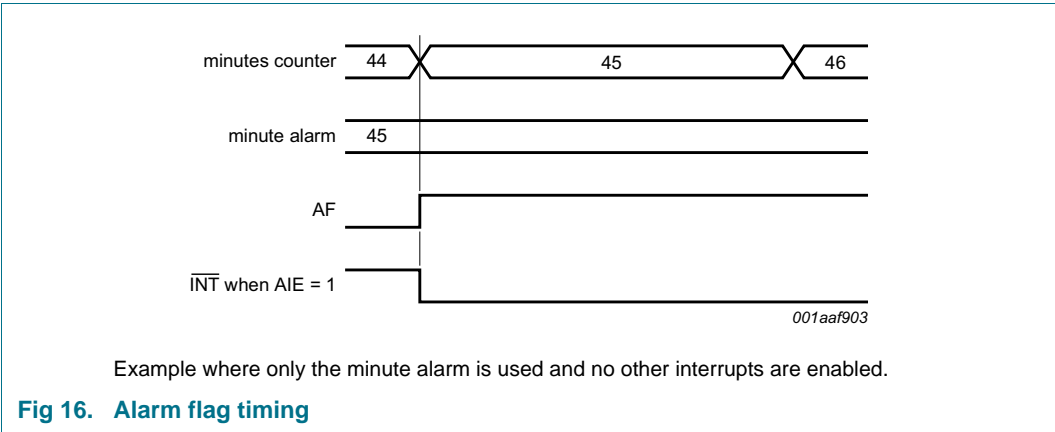 minutes counter 44 45 46
minute alarm 45
AF
INT when AIE = 1
001aaf903
Example where only the minute alarm is used and no other interrupts are enabled.
Fig 16. Alarm flag timing